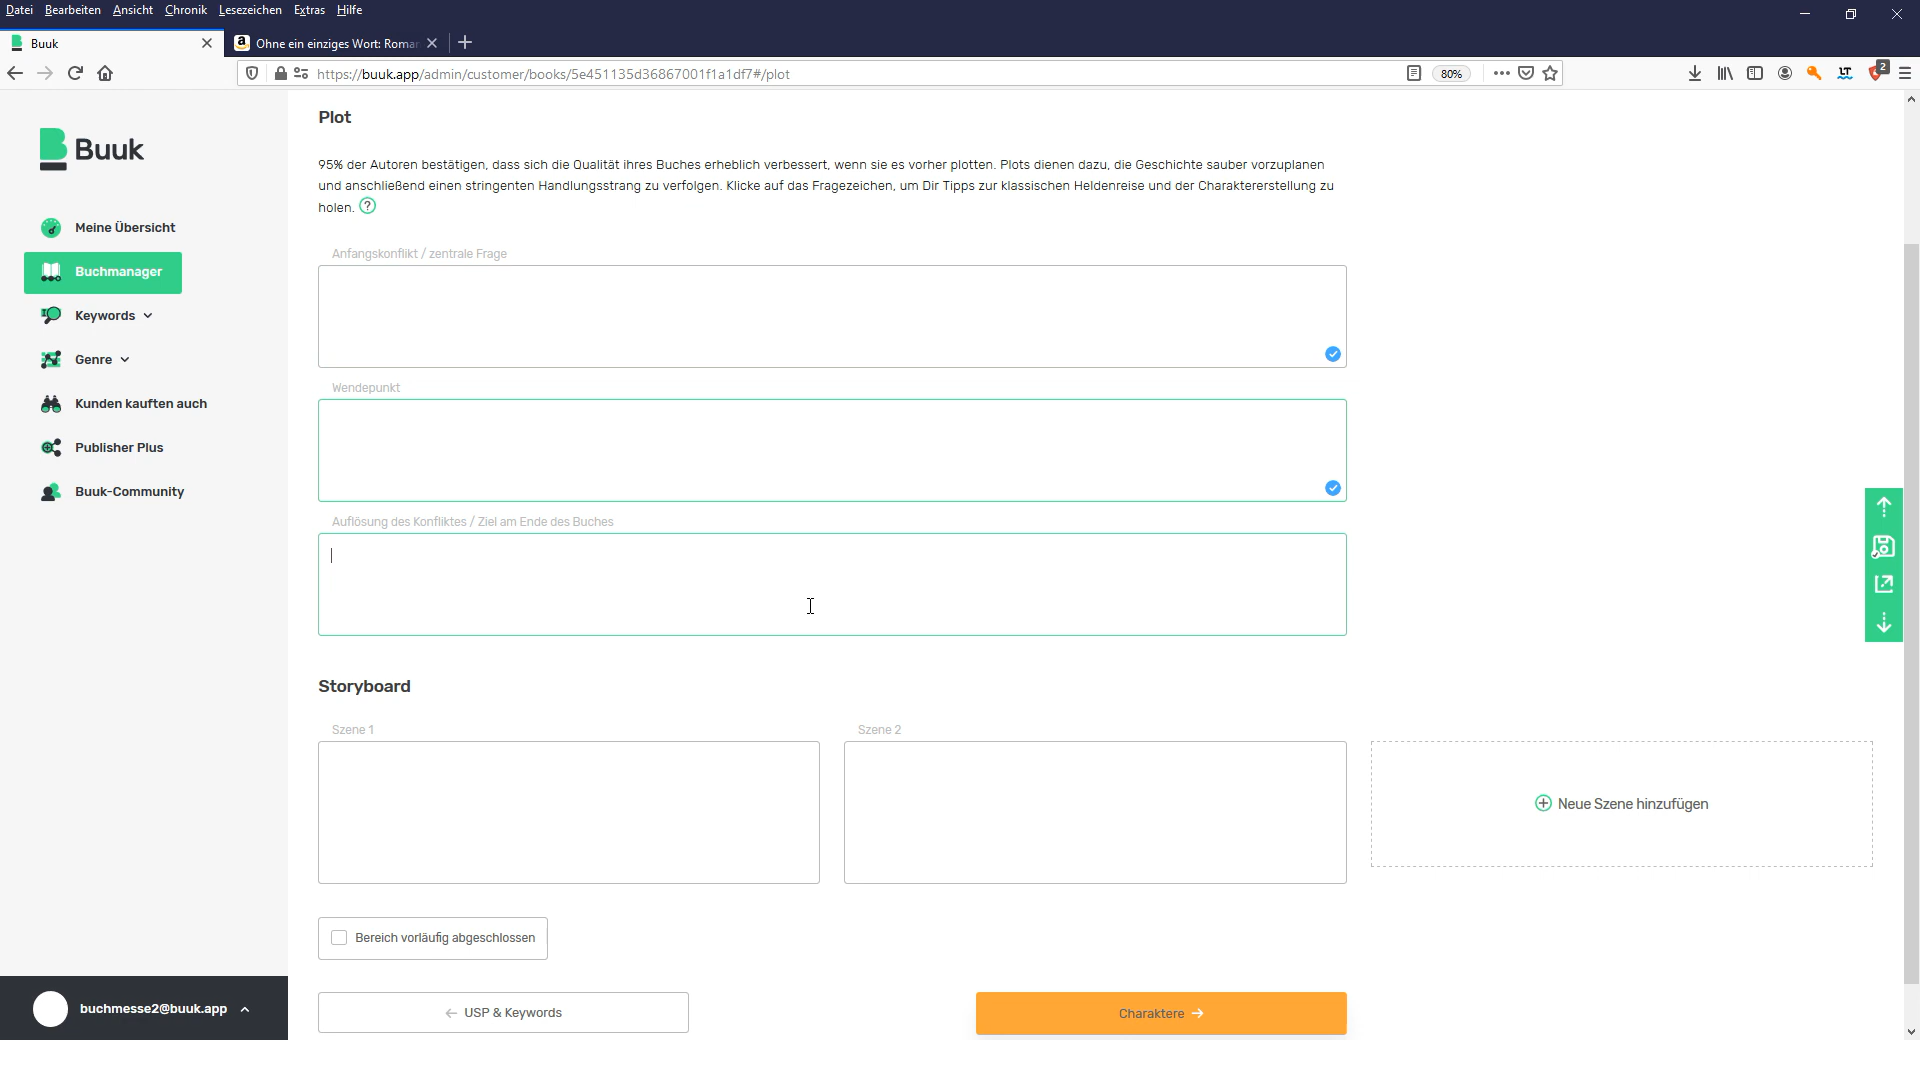 Datei Bearbeiten Ansicht Chronik Lesezeichen Extras Hilfe
Buuk
Ohne ein einziges Wort: Roma
https://buuk.app/admin/customer/books/5e451135d36867001f1a1df7#/plot
80%
LT
2
Buuk
Meine Übersicht
Buchmanager
Keywords
Genre
Kunden kauften auch
Publisher Plus
Buuk-Community
buchmesse2@buuk.app
Plot
95% der Autoren bestätigen, dass sich die Qualität ihres Buches erheblich verbessert, wenn sie es vorher plotten. Plots dienen dazu, die Geschichte sauber vorzuplanen
und anschließend einen stringenten Handlungsstrang zu verfolgen. Klicke auf das Fragezeichen, um Dir Tipps zur klassischen Heldenreise und der Charaktererstellung zu
holen. ?
Anfangskonflikt / zentrale Frage
Wendepunkt
Auflösung des Konfliktes / Ziel am Ende des Buches
Storyboard
Szene 1
Szene 2
Neue Szene hinzufügen
Bereich vorläufig abgeschlossen
← USP & Keywords
Charaktere →